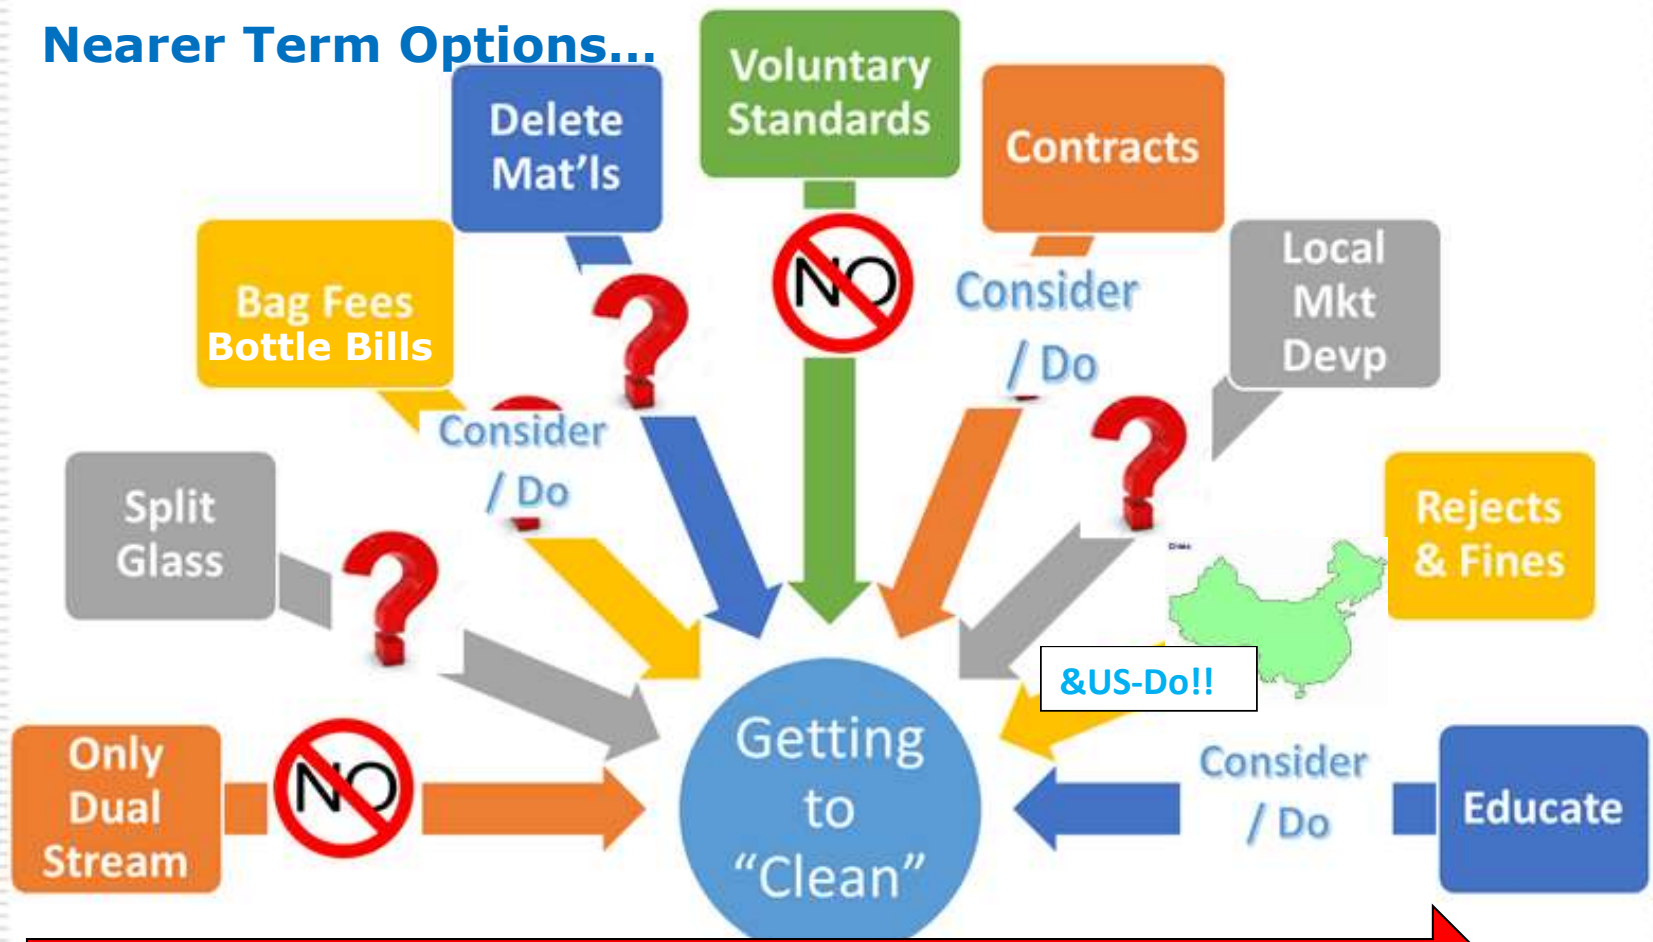 Nearer Term Options...
Voluntary
Standards
Delete
Mat'ls
Contracts
Bag Fees
Bottle Bills
Local
Mkt
Devp
NO
Consider
/ Do
Consider
/ Do
Split
Glass
Rejects
& Fines
China
&US-Do!!
Only
Dual
Stream
NO
Getting
to
“Clean”
Consider
/ Do
Educate